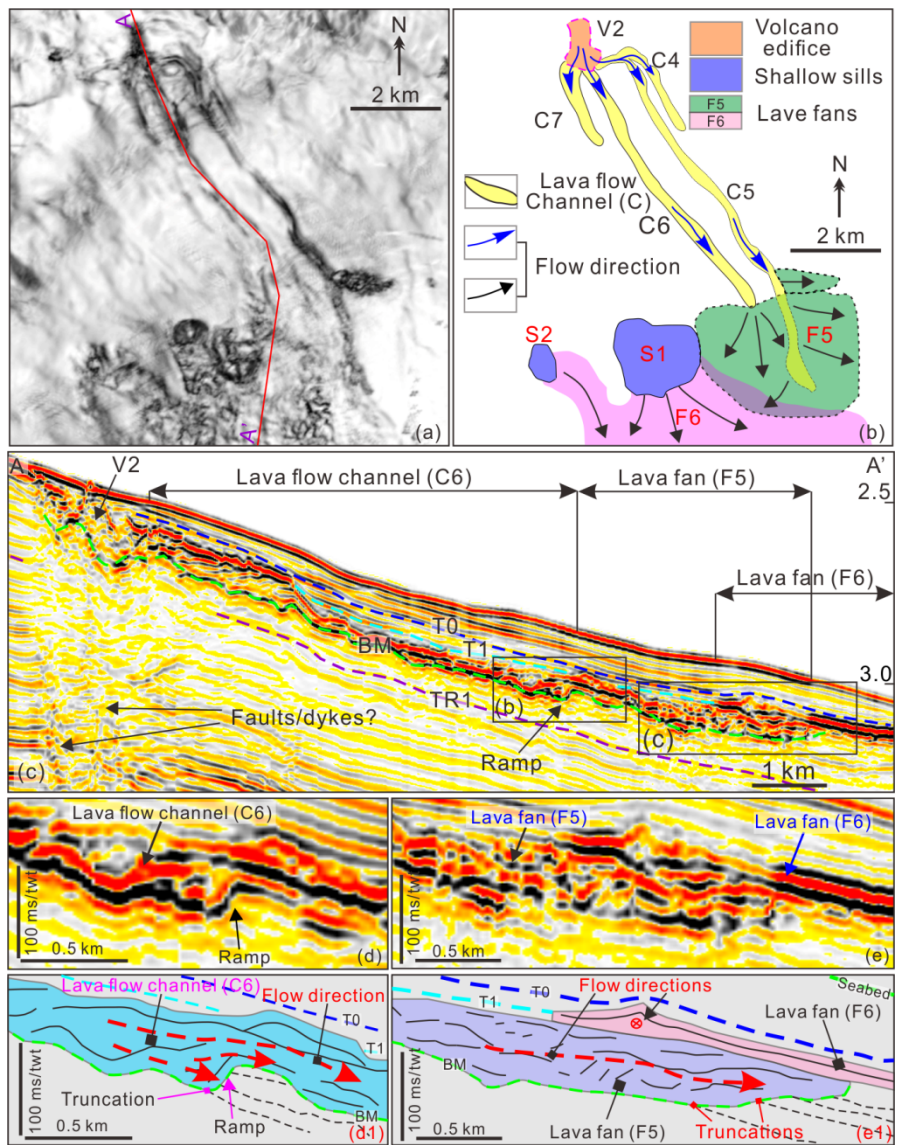 A
N
2 km
A'
(a)
V2
C4
C7
C5
C6
Volcano
edifice
Shallow sills
F5
F6
Lave fans
Lava flow
Channel (C)
Flow direction
N
2 km
S2
S1
F5
F6
(b)
A
V2
Lava flow channel (C6)
Lava fan (F5)
A'
2.5
Lava fan (F6)
T0
T1
BM
TR1
3.0
(b)
(c)
Faults/dykes?
Ramp
1 km
(c)
Lava flow channel (C6)
100 ms/twt
0.5 km
Ramp
(d)
Lava fan (F5)
Lava fan (F6)
100 ms/twt
0.5 km
(e)
Lava flow channel (C6)
Flow direction
T1
T0
T1
100 ms/twt
Truncation
Ramp
BM
0.5 km
(d1)
T1
T0
Flow directions
Seabed
Lava fan (F6)
BM
100 ms/twt
0.5 km
Lava fan (F5)
Truncations
(e1)